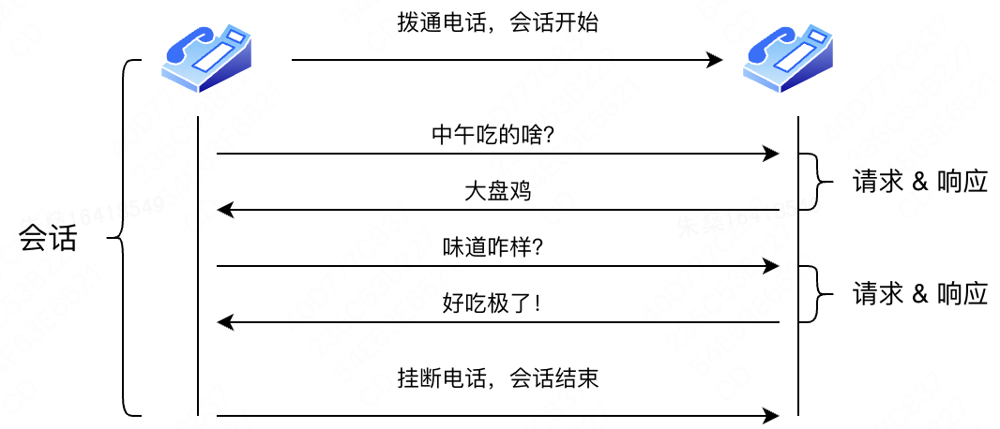 拨通电话，会话开始
中午吃的啥？
请求 & 响应
大盘鸡
会话
味道咋样？
请求 & 响应
好吃极了！
挂断电话，会话结束